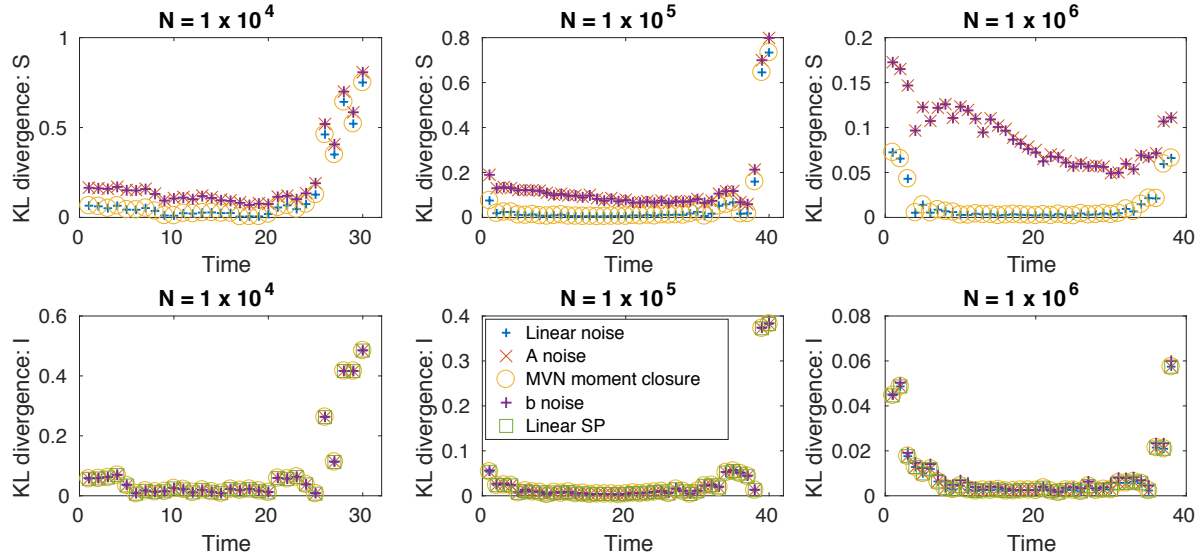 N = 1 x 10^4
KL divergence: S
1
0.5
0
0 10 20 30
Time
N = 1 x 10^5
KL divergence: S
0.8
0.6
0.4
0.2
0
0 20 40
Time
N = 1 x 10^6
KL divergence: S
0.2
0.15
0.1
0.05
0
0 20 40
Time
N = 1 x 10^4
KL divergence: I
0.6
0.4
0.2
0
0 10 20 30
Time
N = 1 x 10^5
KL divergence: I
0.4
0.3
0.2
0.1
0
Linear noise
A noise
MVN moment closure
b noise
Linear SP
0 20 40
Time
N = 1 x 10^6
KL divergence: I
0.08
0.06
0.04
0.02
0
0 20 40
Time